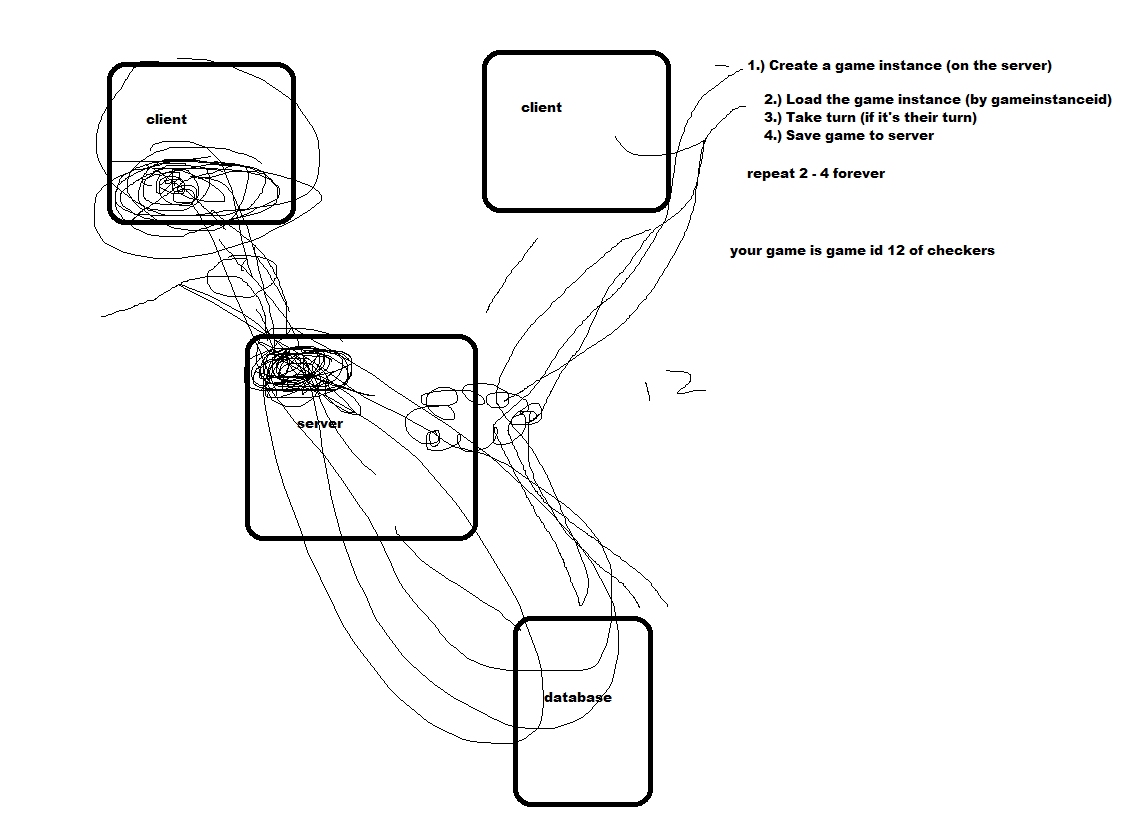 client
client
1.) Create a game instance (on the server)
2.) Load the game instance (by gameinstanceid)
3.) Take turn (if it's their turn)
4.) Save game to server
repeat 2 - 4 forever
your game is game id 12 of checkers
12
server
database